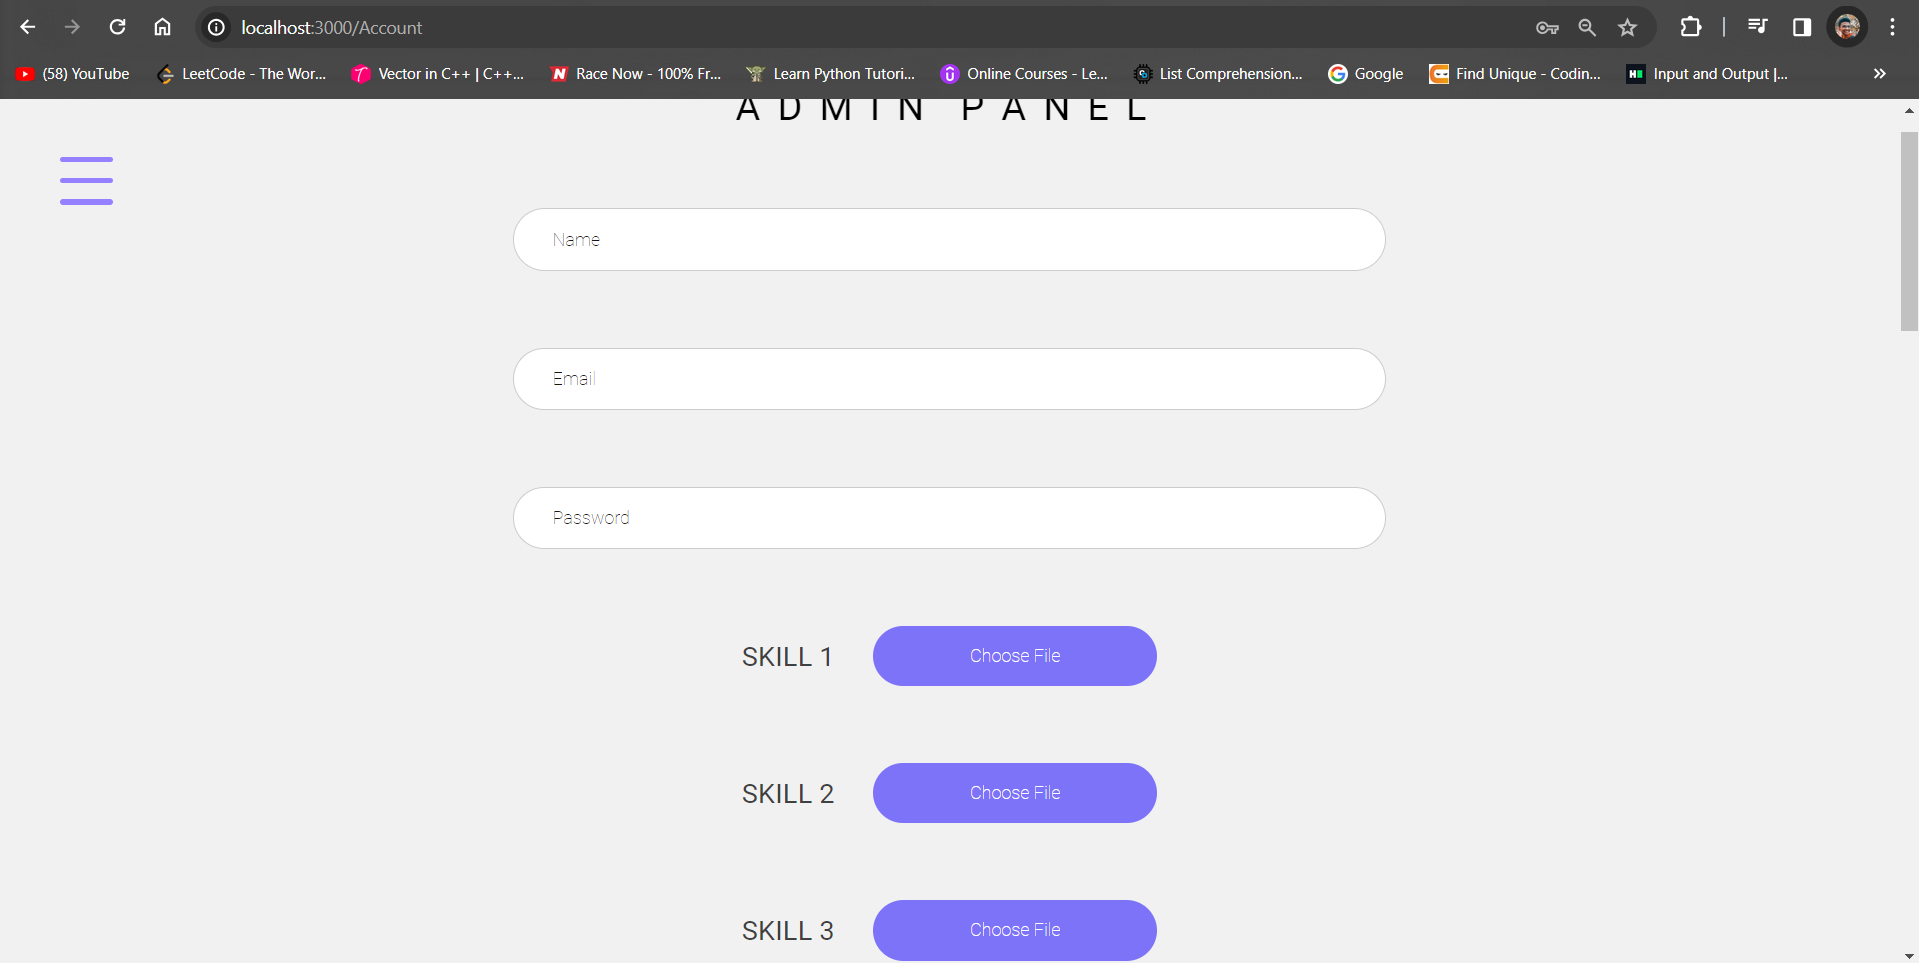 localhost:3000/Account
(58) YouTube LeetCode - The Wor... Vector in C++ | C++... Race Now - 100% Fr... Learn Python Tutori... Online Courses - Le... List Comprehension... Google Find Unique - Codin... Input and Output |...
ADMIN PANEL
Name
Email
Password
SKILL 1 Choose File
SKILL 2 Choose File
SKILL 3 Choose File